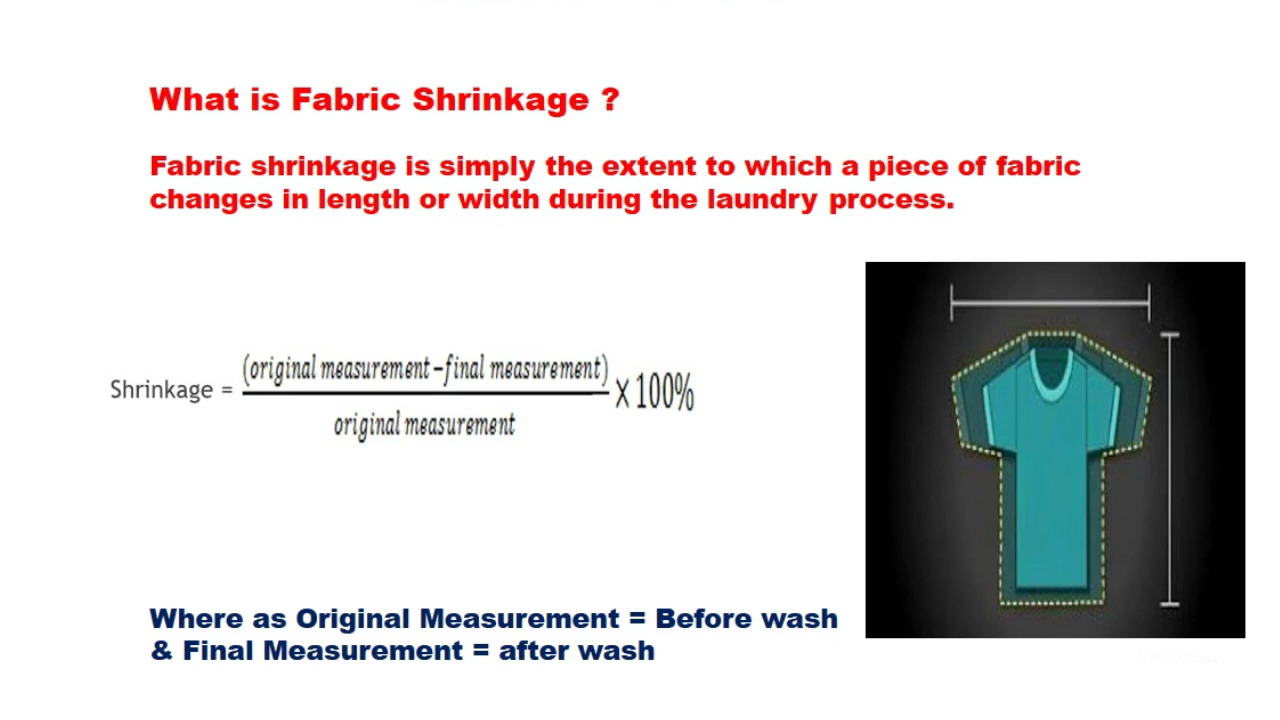 What is Fabric Shrinkage ?
Fabric shrinkage is simply the extent to which a piece of fabric
changes in length or width during the laundry process.
Shrinkage = (original measurement–final measurement) / original measurement × 100%
Where as Original Measurement = Before wash
& Final Measurement = after wash